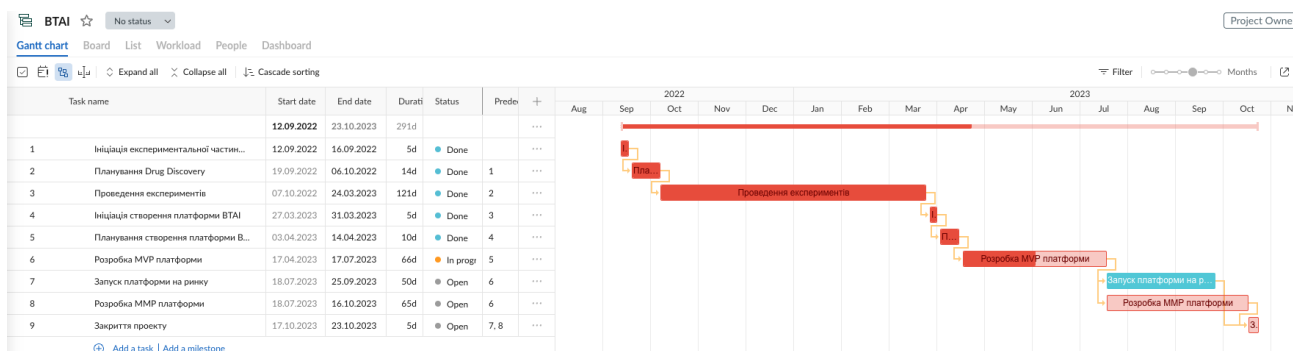 BTAI No status Project Owne
Gantt chart Board List Workload People Dashboard
Expand all Collapse all Cascade sorting Filter Months
Task name Start date End date Durati Status Prede 2022 2023
Aug Sep Oct Nov Dec Jan Feb Mar Apr May Jun Jul Aug Sep Oct N
12.09.2022 23.10.2023 291d
1 Ініціація експериментальної частин... 12.09.2022 16.09.2022 5d Done І.
2 Планування Drug Discovery 19.09.2022 06.10.2022 14d Done 1 Пла...
3 Проведення експериментів 07.10.2022 24.03.2023 121d Done 2 Проведення експериментів
4 Ініціація створення платформи BTAI 27.03.2023 31.03.2023 5d Done 3 І.
5 Планування створення платформи B... 03.04.2023 14.04.2023 10d Done 4 П...
6 Розробка MVP платформи 17.04.2023 17.07.2023 66d In progr 5 Розробка MVP платформи
7 Запуск платформи на ринку 18.07.2023 25.09.2023 50d Open 6 Запуск платформи на р...
8 Розробка MMP платформи 18.07.2023 16.10.2023 65d Open 6 Розробка MMP платформи
9 Закриття проекту 17.10.2023 23.10.2023 5d Open 7, 8 З.
Add a task | Add a milestone